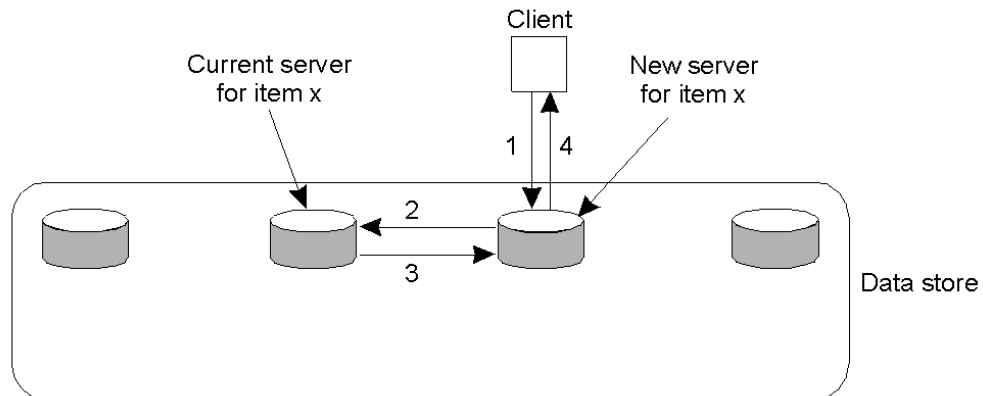 Client
Current server
for item x
New server
for item x
1
4
2
3
Data store